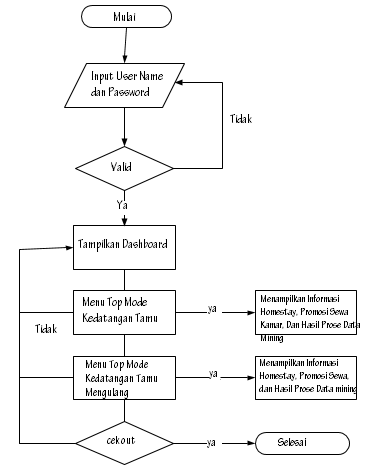 Mulai
Input User Name
dan Password
Tidak
Valid
Ya
Tampilkan Dashboard
Menu Top Mode
Kedatangan Tamu
ya
Menampilkan Informasi
Homestay, Promosi Sewa
Kamar, Dan Hasil Prose Data
Mining
Tidak
Menu Top Mode
Kedatangan Tamu
Mengulang
ya
Menampilkan Informasi
Homestay, Promosi Sewa,
dan Hasil Prose Data mining
cekout
ya
Selesai